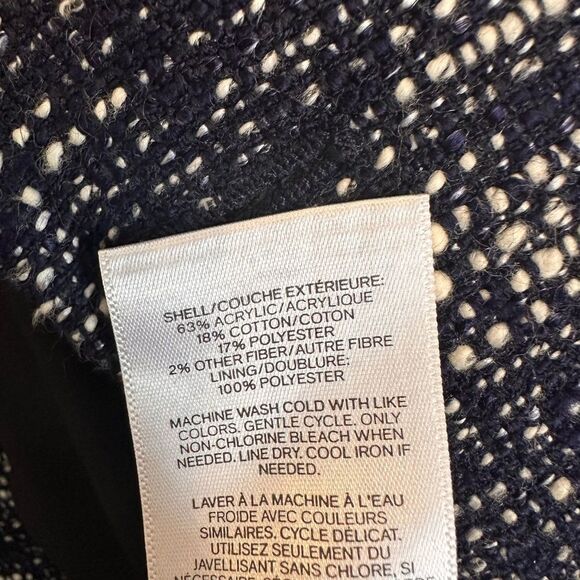 SHELL/COUCHE EXTÉRIEURE:
63% ACRYLIC/ACRYLIQUE
18% COTTON/COTON
17% POLYESTER
2% OTHER FIBER/AUTRE FIBRE
LINING/DOUBLURE:
100% POLYESTER
MACHINE WASH COLD WITH LIKE
COLORS. GENTLE CYCLE. ONLY
NON-CHLORINE BLEACH WHEN
NEEDED. LINE DRY. COOL IRON IF
NEEDED.
LAVER À LA MACHINE À L'EAU
FROIDE AVEC COULEURS
SIMILAIRES. CYCLE DÉLICAT.
UTILISEZ SEULEMENT DU
JAVELLISANT SANS CHLORE, SI